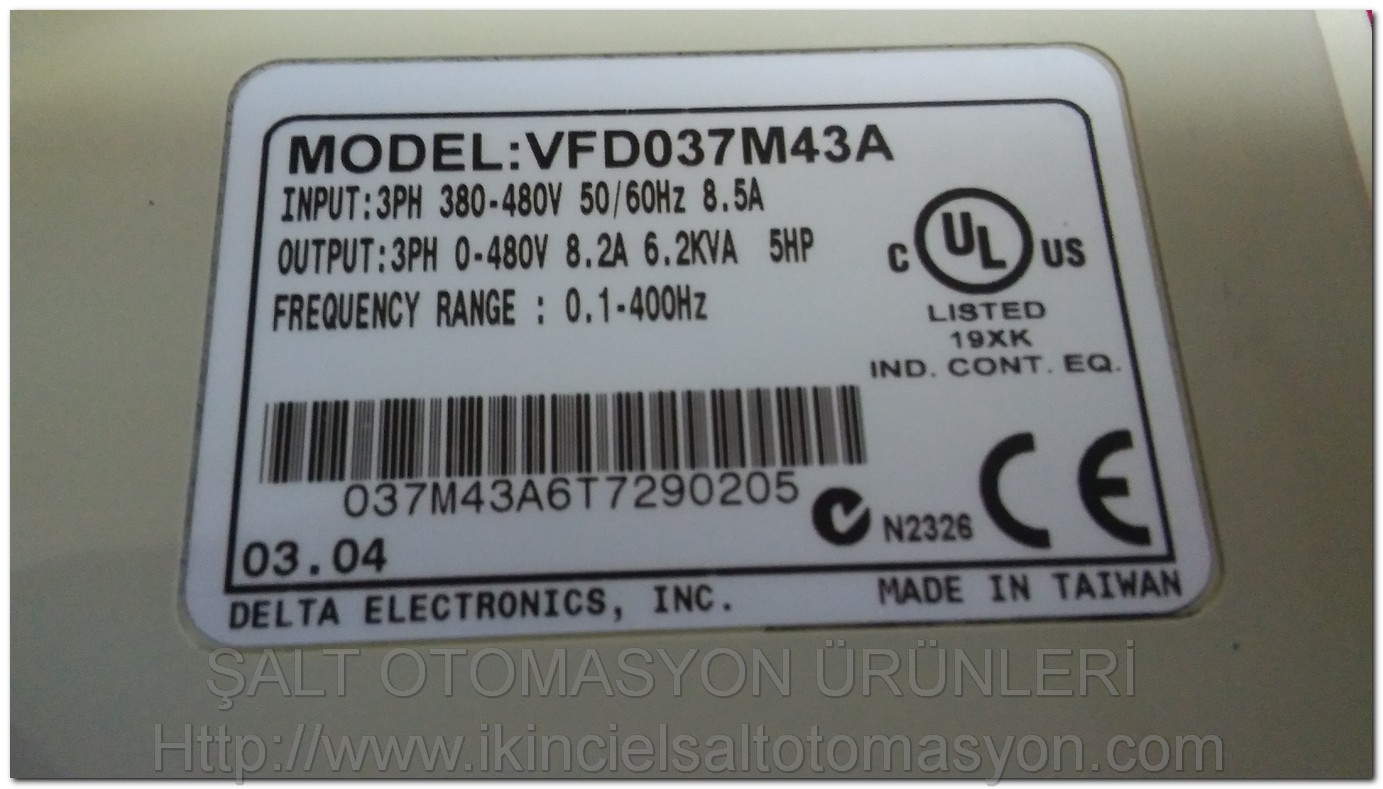 MODEL:VFD037M43A
INPUT:3PH 380-480V 50/60Hz 8.5A
OUTPUT:3PH 0-480V 8.2A 6.2KVA 5HP
FREQUENCY RANGE : 0.1-400Hz
C UL US
LISTED
19XK
IND. CONT. EQ.
037M43A6T7290205
N2326
CE
03.04
DELTA ELECTRONICS, INC.
MADE IN TAIWAN
ŞALT OTOMASYON ÜRÜNLERİ
Http://www.ikincielsaltotomasyon.com